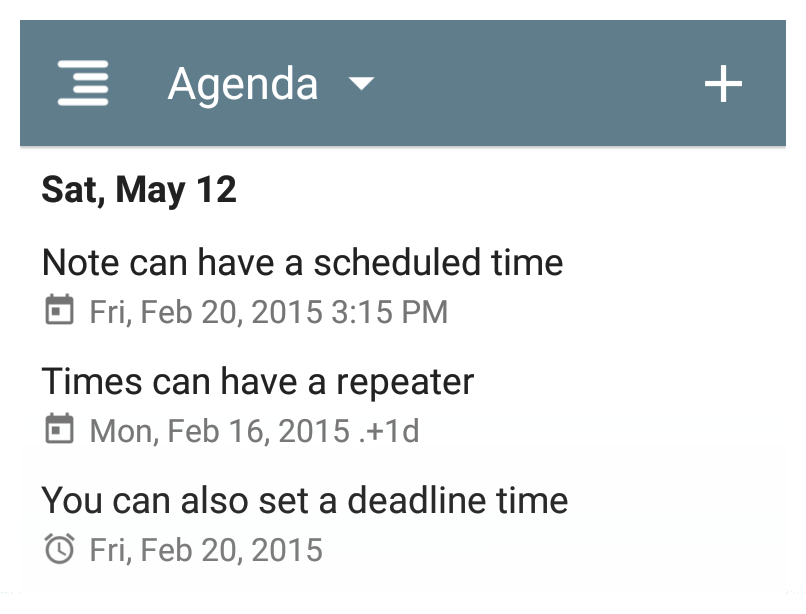 Agenda
Sat, May 12
Note can have a scheduled time
Fri, Feb 20, 2015 3:15 PM
Times can have a repeater
Mon, Feb 16, 2015 .+1d
You can also set a deadline time
Fri, Feb 20, 2015